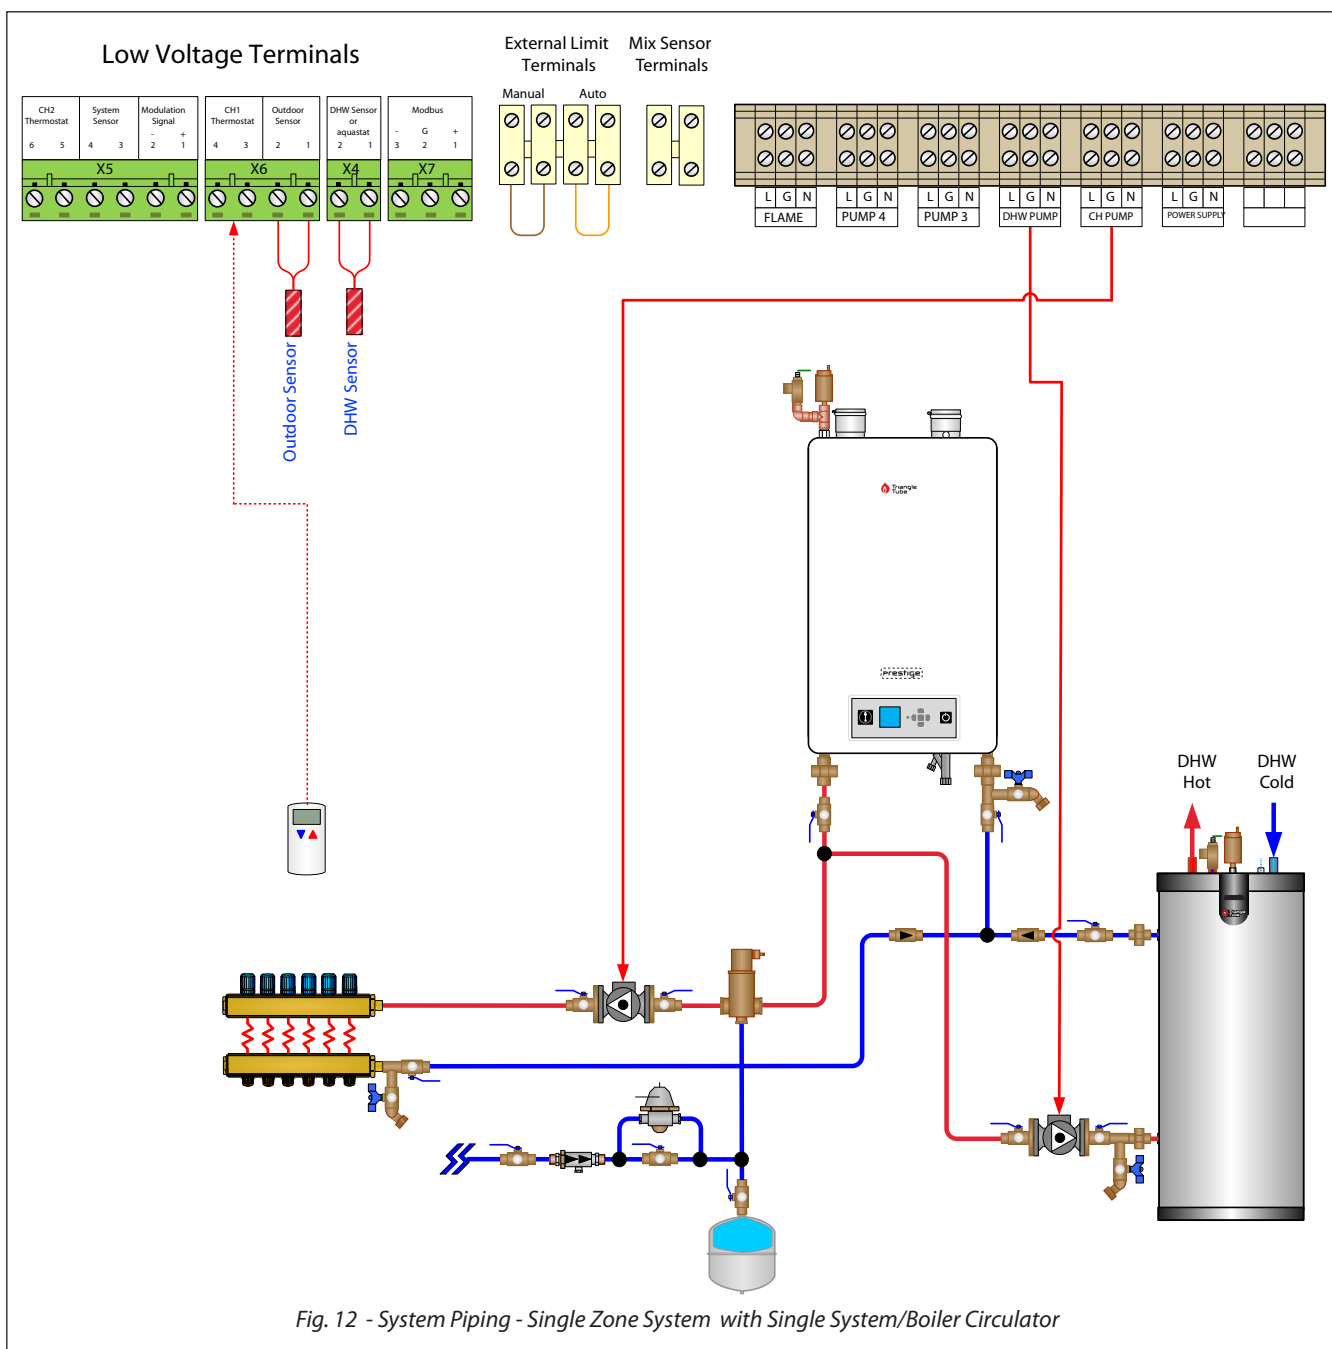 Low Voltage Terminals
External Limit
Terminals
Mix Sensor
Terminals
Manual
Auto
CH2
Thermostat
System
Sensor
Modulation
Signal
- +
6 5 4 3 2 1
X5
CH1
Thermostat
Outdoor
Sensor
4 3 2 1
X6
DHW Sensor
or
aquastat
2 1
X4
Modbus
- G +
3 2 1
X7
L G N
FLAME
L G N
PUMP 4
L G N
PUMP 3
L G N
DHW PUMP
L G N
CH PUMP
L G N
POWER SUPPLY
Outdoor Sensor
DHW Sensor
Triangle
Tube
Prestige
DHW
Hot
DHW
Cold
Triangle
Tube
Fig. 12 - System Piping - Single Zone System with Single System/Boiler Circulator